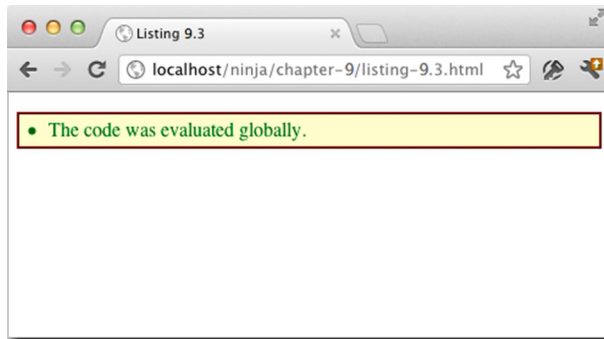 Listing 9.3
localhost/ninja/chapter-9/listing-9.3.html
• The code was evaluated globally.